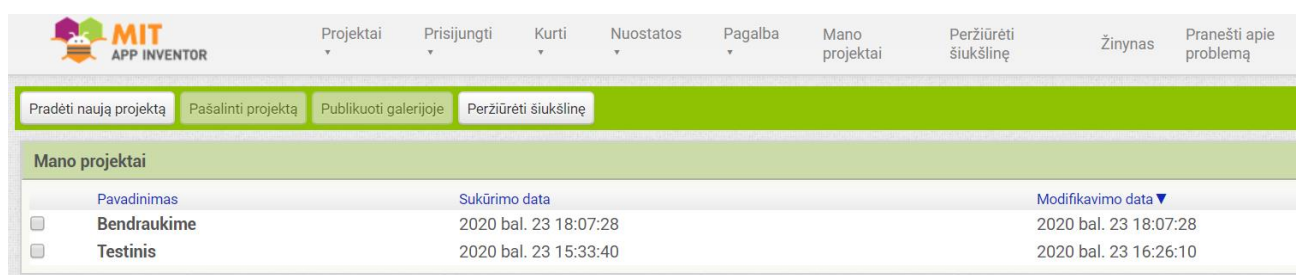 MIT
APP INVENTOR
Projektai ▾ Prisijungti ▾ Kurti ▾ Nuostatos ▾ Pagalba ▾ Mano projektai Peržiūrėti šiukšlinę Žinynas Pranešti apie problemą
Pradėti naują projektą Pašalinti projektą Publikuoti galerijoje Peržiūrėti šiukšlinę
Mano projektai
Pavadinimas Sukūrimo data Modifikavimo data ▼
Bendraukime 2020 bal. 23 18:07:28 2020 bal. 23 18:07:28
Testinis 2020 bal. 23 15:33:40 2020 bal. 23 16:26:10